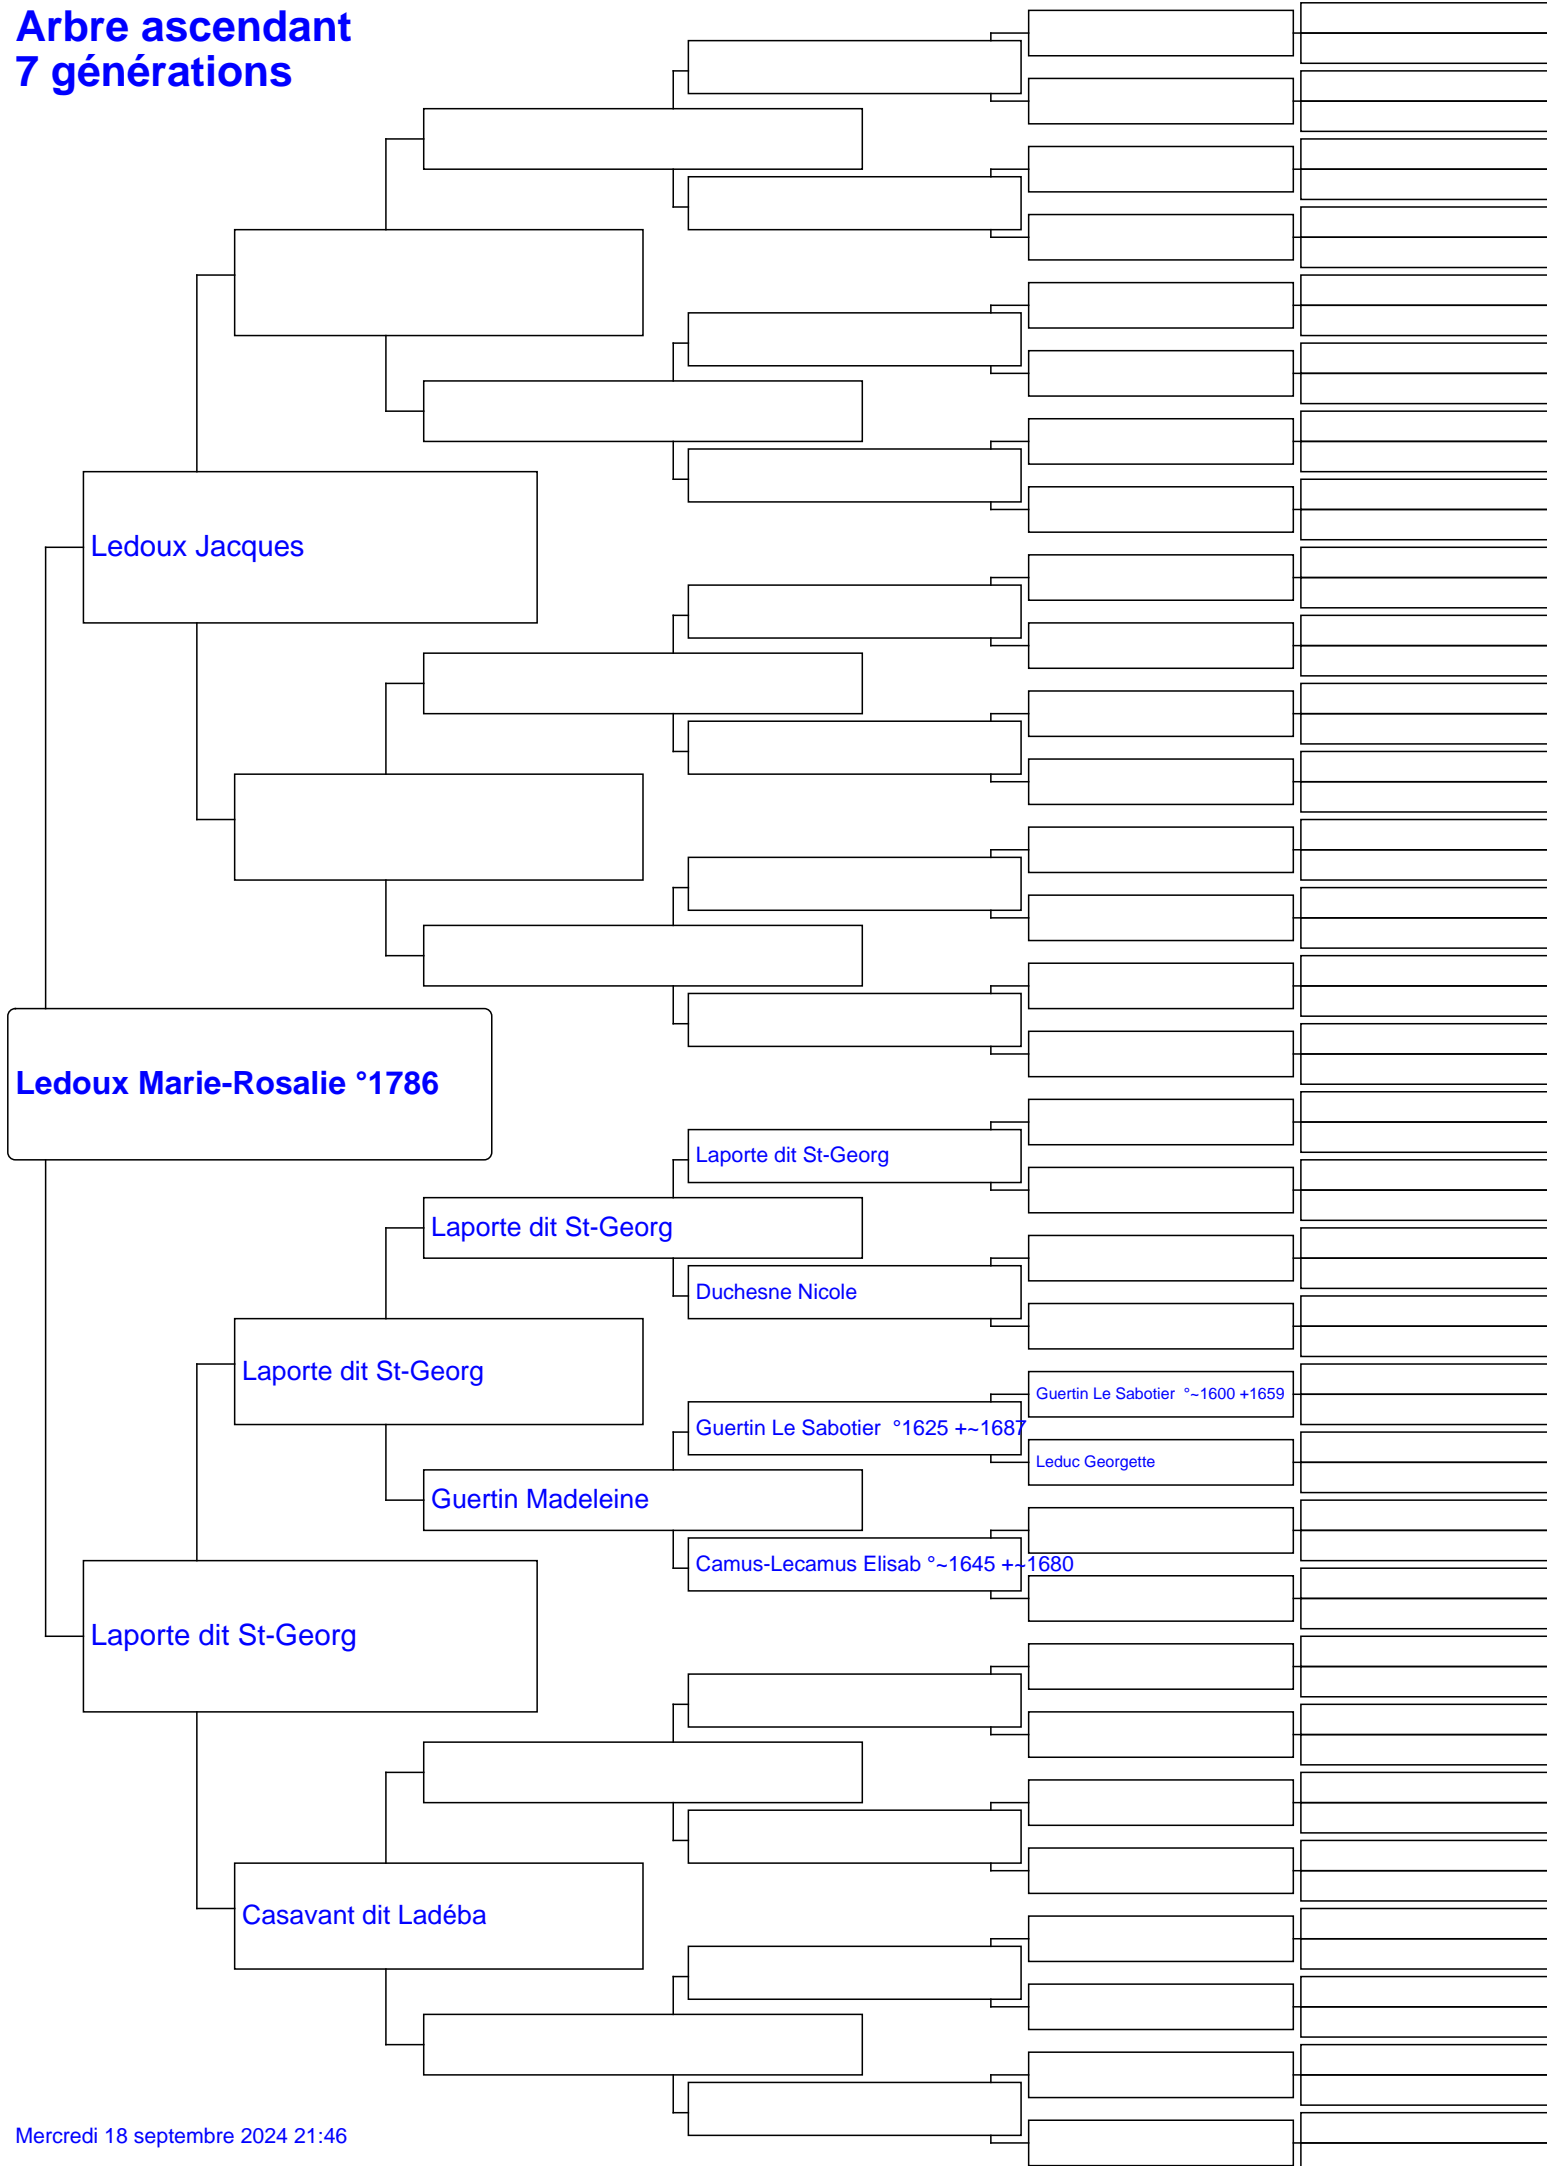 Arbre ascendant
7 générations
Ledoux Jacques
Ledoux Marie-Rosalie °1786
Laporte dit St-Georg
Laporte dit St-Georg
Duchesne Nicole
Laporte dit St-Georg
Guertin Le Sabotier  °~1600 +1659
Guertin Le Sabotier  °1625 +~1687
Leduc Georgette
Guertin Madeleine
Camus-Lecamus Elisab °~1645 +~1680
Laporte dit St-Georg
Casavant dit Ladéba
Mercredi 18 septembre 2024 21:46